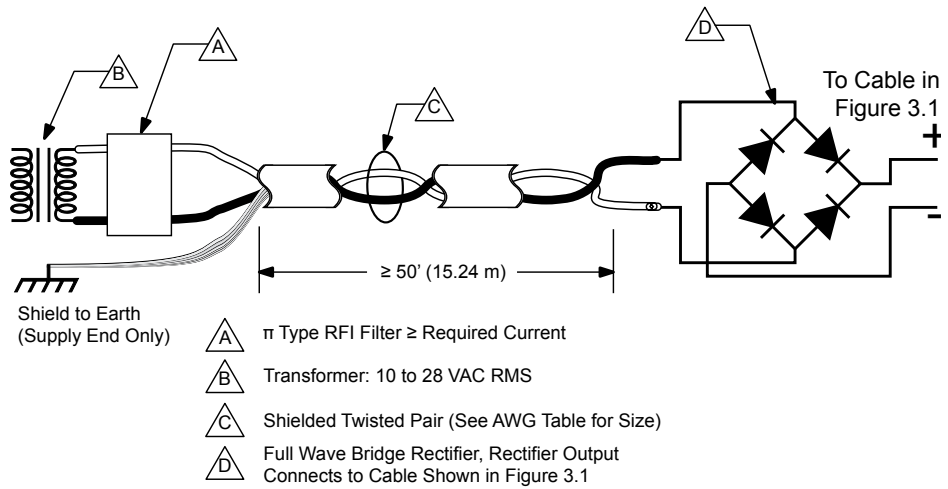 A
B
C
D
To Cable in
Figure 3.1
+
-
≥ 50' (15.24 m)
Shield to Earth
(Supply End Only)
A π Type RFI Filter ≥ Required Current
B Transformer: 10 to 28 VAC RMS
C Shielded Twisted Pair (See AWG Table for Size)
D Full Wave Bridge Rectifier, Rectifier Output
Connects to Cable Shown in Figure 3.1